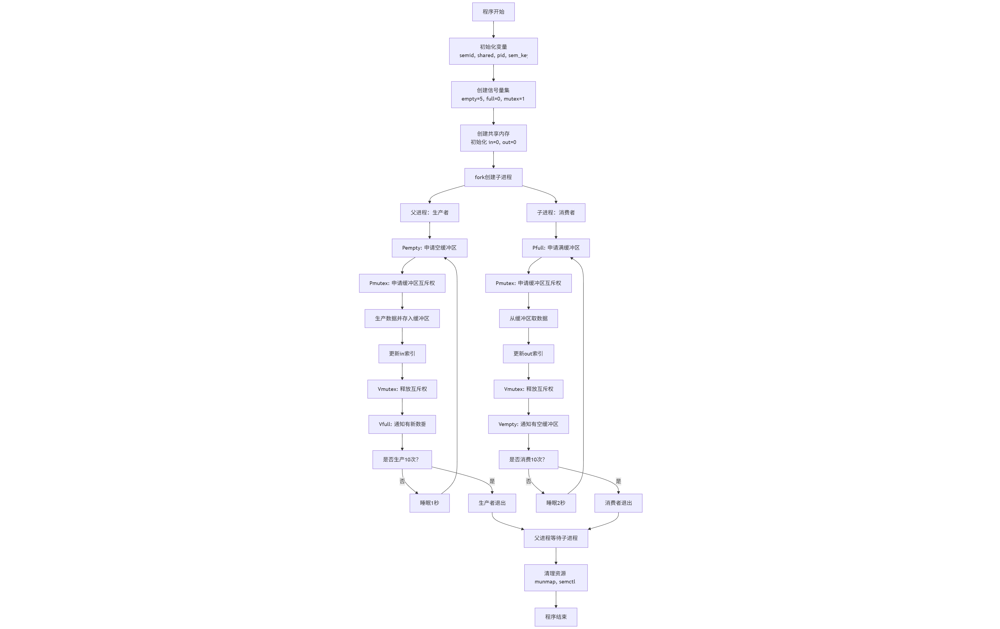 程序开始
初始化变量
semid, shared, pid, sem_key
创建信号量集
empty=5, full=0, mutex=1
创建共享内存
初始化 in=0, out=0
fork创建子进程
父进程：生产者
子进程：消费者
Pempty: 申请空缓冲区
Pfull: 申请满缓冲区
Pmutex: 申请缓冲区互斥权
Pmutex: 申请缓冲区互斥权
生产数据并存入缓冲区
从缓冲区取数据
更新in索引
更新out索引
Vmutex: 释放互斥权
Vmutex: 释放互斥权
Vfull: 通知有新数据
Vempty: 通知有空缓冲区
是否生产10次?
是否消费10次?
否
是
否
是
睡眠1秒
生产者退出
睡眠2秒
消费者退出
父进程等待子进程
清理资源
munmap, semctl
程序结束